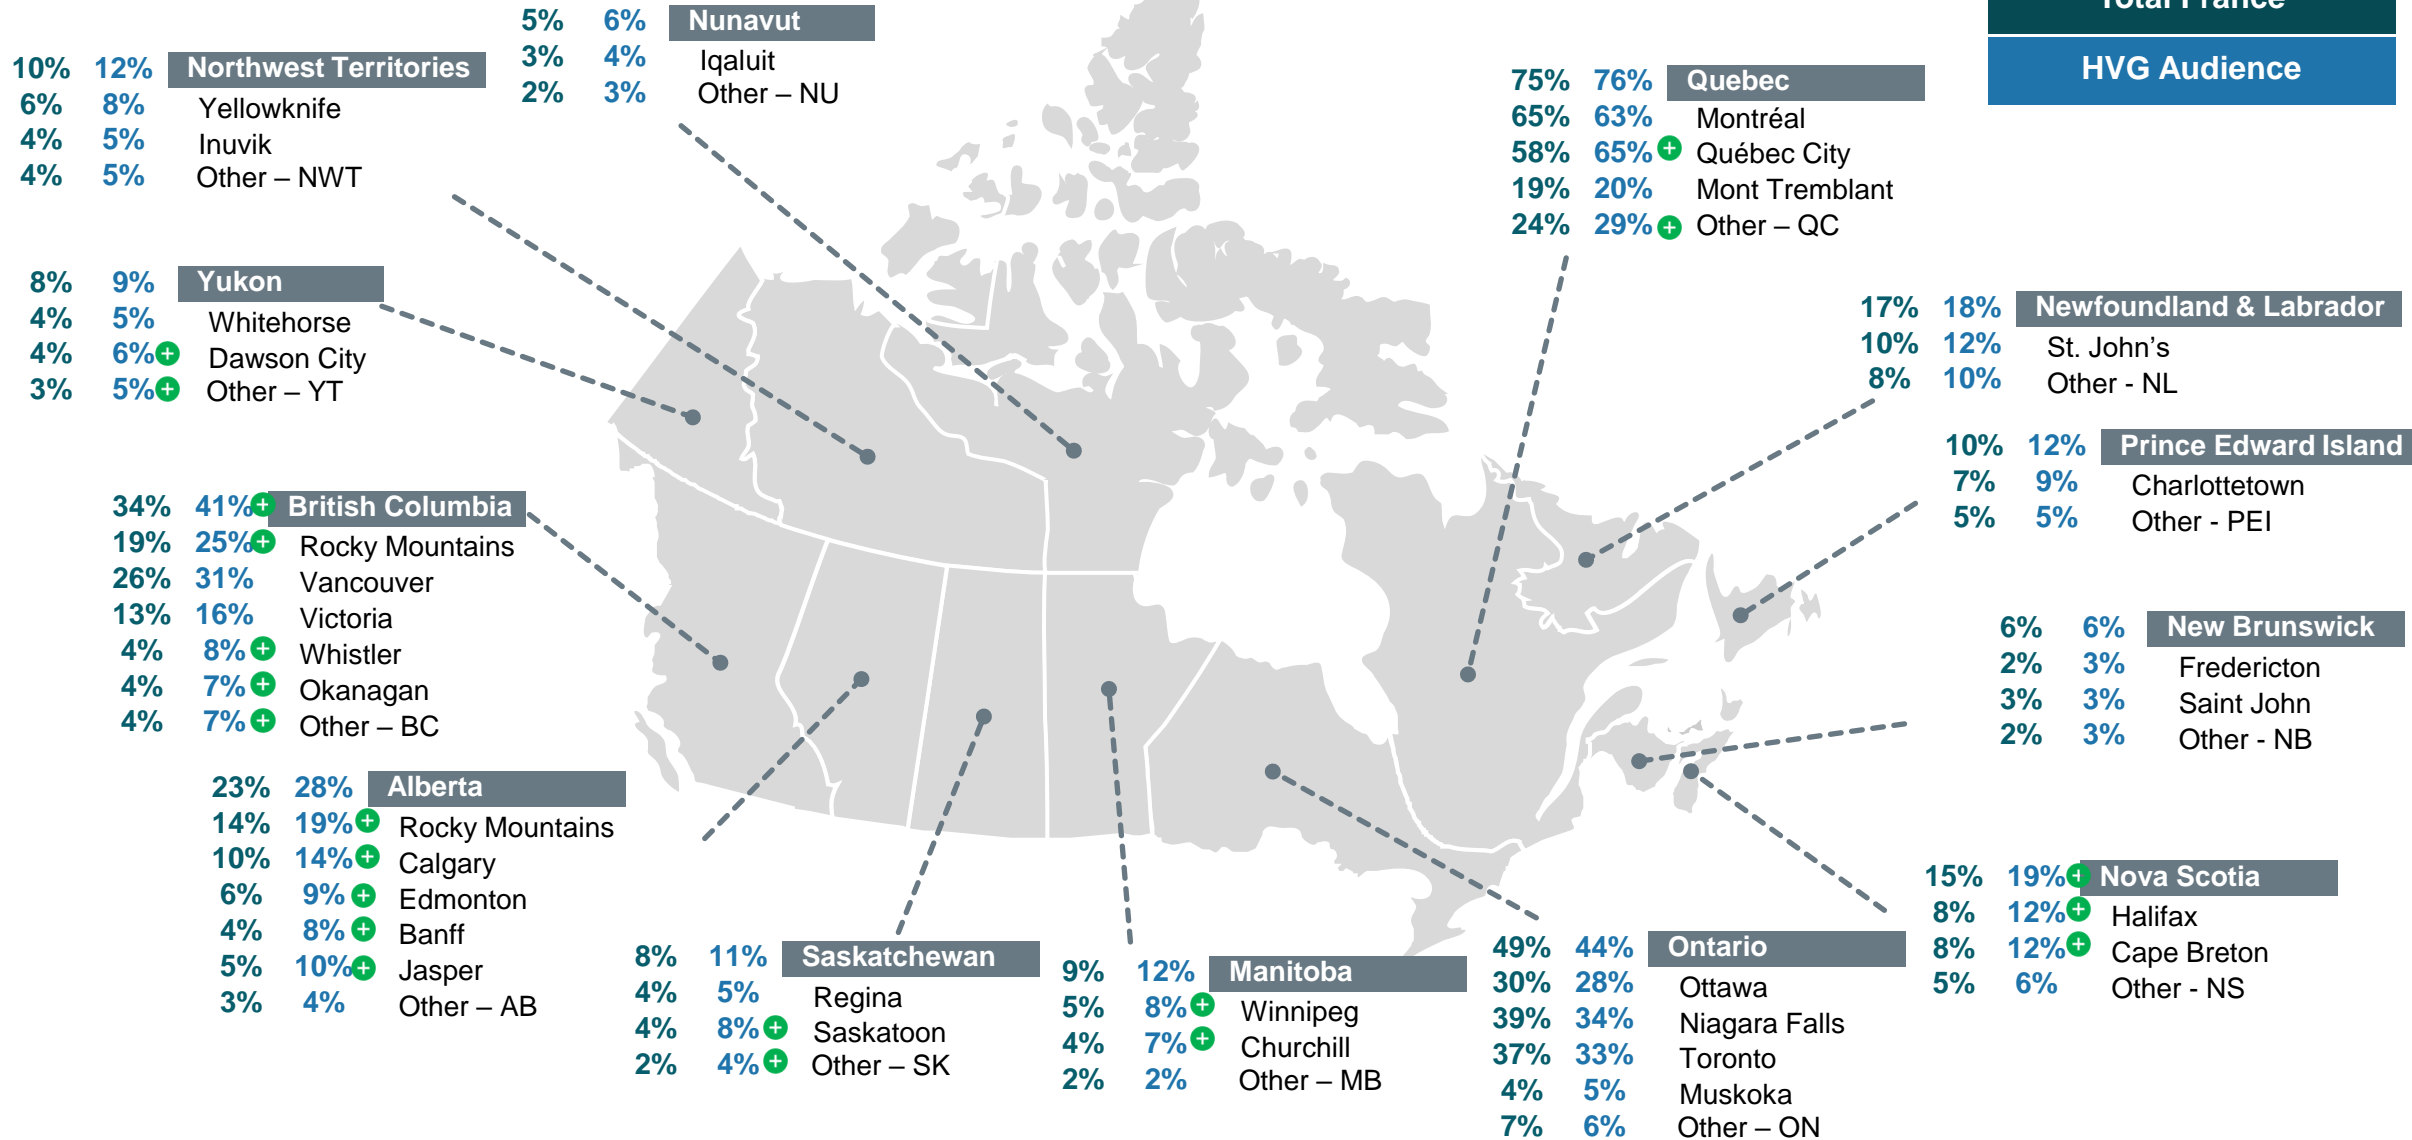 Total France
HVG Audience
5% 6% Nunavut
3% 4% Iqaluit
2% 3% Other – NU
10% 12% Northwest Territories
6% 8% Yellowknife
4% 5% Inuvik
4% 5% Other – NWT
75% 76% Quebec
65% 63% Montréal
58% 65% + Québec City
19% 20% Mont Tremblant
24% 29% + Other – QC
8% 9% Yukon
4% 5% Whitehorse
4% 6% + Dawson City
3% 5% + Other – YT
17% 18% Newfoundland & Labrador
10% 12% St. John’s
8% 10% Other - NL
10% 12% Prince Edward Island
7% 9% Charlottetown
5% 5% Other - PEI
34% 41% + British Columbia
19% 25% + Rocky Mountains
26% 31% Vancouver
13% 16% Victoria
4% 8% + Whistler
4% 7% + Okanagan
4% 7% + Other – BC
6% 6% New Brunswick
2% 3% Fredericton
3% 3% Saint John
2% 3% Other - NB
23% 28% Alberta
14% 19% + Rocky Mountains
10% 14% + Calgary
6% 9% + Edmonton
4% 8% + Banff
5% 10% + Jasper
3% 4% Other – AB
15% 19% + Nova Scotia
8% 12% + Halifax
8% 12% + Cape Breton
5% 6% Other - NS
8% 11% Saskatchewan
4% 5% Regina
4% 8% + Saskatoon
2% 4% + Other – SK
9% 12% Manitoba
5% 8% + Winnipeg
4% 7% + Churchill
2% 2% Other – MB
49% 44% Ontario
30% 28% Ottawa
39% 34% Niagara Falls
37% 33% Toronto
4% 5% Muskoka
7% 6% Other – ON